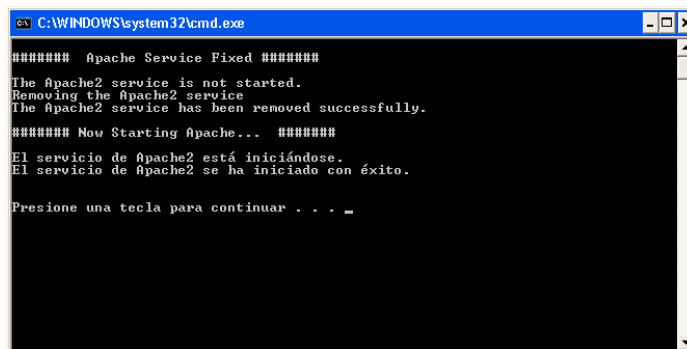 C:\WINDOWS\system32\cmd.exe
#######  Apache Service Fixed #######
The Apache2 service is not started.
Removing the Apache2 service
The Apache2 service has been removed successfully.
####### Now Starting Apache...  #######
El servicio de Apache2 está iniciándose.
El servicio de Apache2 se ha iniciado con éxito.
Presione una tecla para continuar . . . _